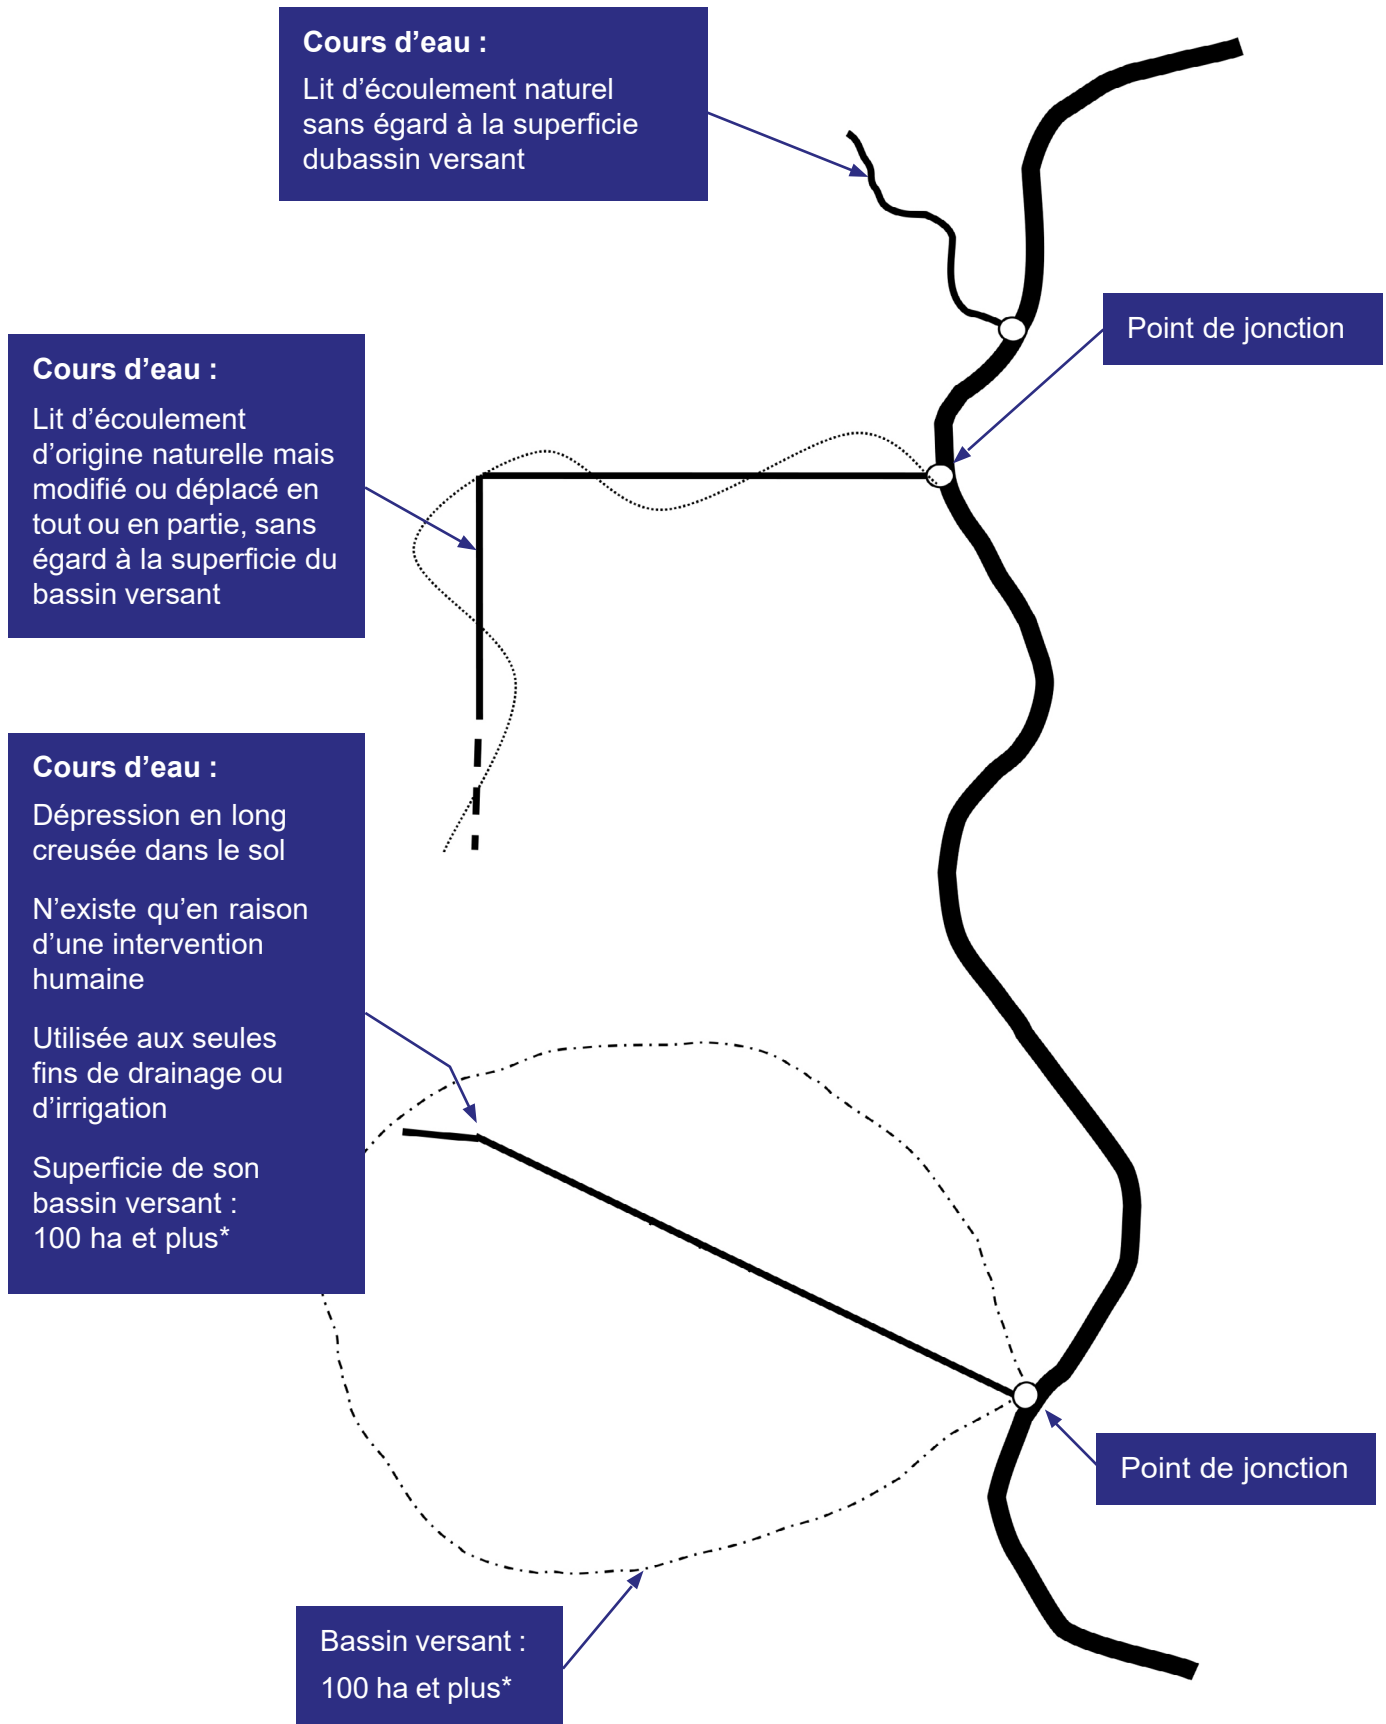 Cours d’eau :
Lit d’écoulement naturel
sans égard à la superficie
dubassin versant
Point de jonction
Cours d’eau :
Lit d’écoulement
d’origine naturelle mais
modifié ou déplacé en
tout ou en partie, sans
égard à la superficie du
bassin versant
Cours d’eau :
Dépression en long
creusée dans le sol
N’existe qu’en raison
d’une intervention
humaine
Utilisée aux seules
fins de drainage ou
d’irrigation
Superficie de son
bassin versant :
100 ha et plus*
Point de jonction
Bassin versant :
100 ha et plus*